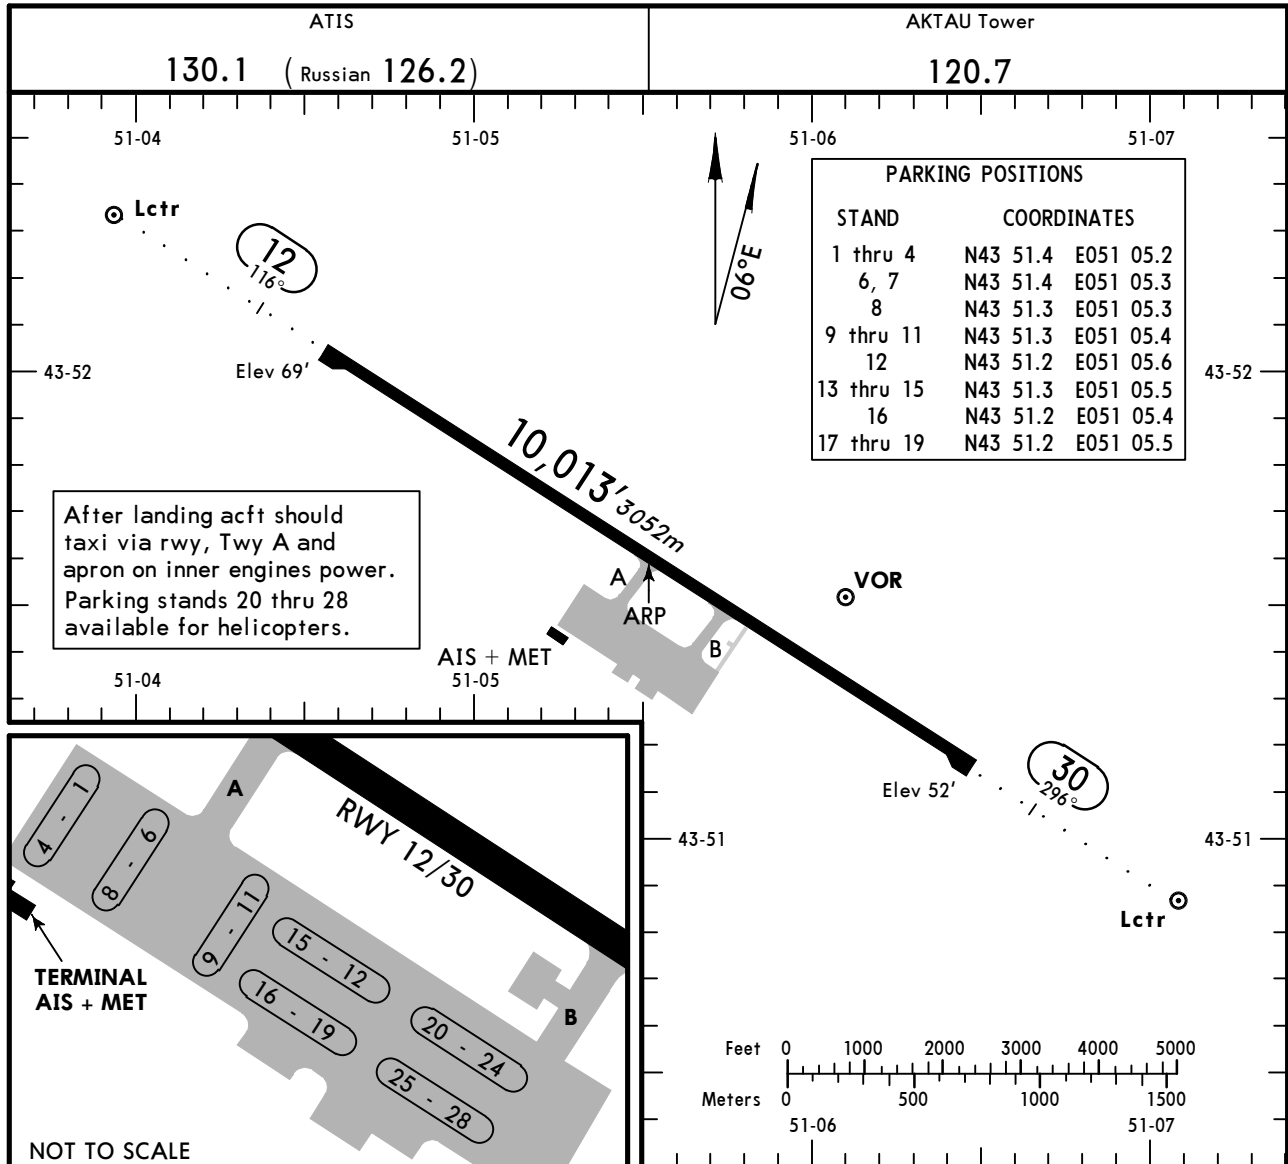 ATIS
130.1 (Russian 126.2)
AKTAU Tower
120.7
51-04
51-05
51-06
51-07
Lctr
12
116°
06°E
PARKING POSITIONS
STAND COORDINATES
1 thru 4 N43 51.4 E051 05.2
6, 7 N43 51.4 E051 05.3
8 N43 51.3 E051 05.3
9 thru 11 N43 51.3 E051 05.4
12 N43 51.2 E051 05.6
13 thru 15 N43 51.3 E051 05.5
16 N43 51.2 E051 05.4
17 thru 19 N43 51.2 E051 05.5
43-52
Elev 69'
43-52
10,013' 3052m
After landing acft should
taxi via rwy, Twy A and
apron on inner engines power.
Parking stands 20 thru 28
available for helicopters.
A
ARP
VOR
B
AIS + MET
51-04
51-05
30
296°
Elev 52'
43-51
43-51
Lctr
A
RWY 12/30
4 - 1
8 - 6
9 - 11
15 - 12
16 - 19
20 - 24
25 - 28
B
TERMINAL
AIS + MET
NOT TO SCALE
Feet 0 1000 2000 3000 4000 5000
Meters 0 500 1000 1500
51-06
51-07